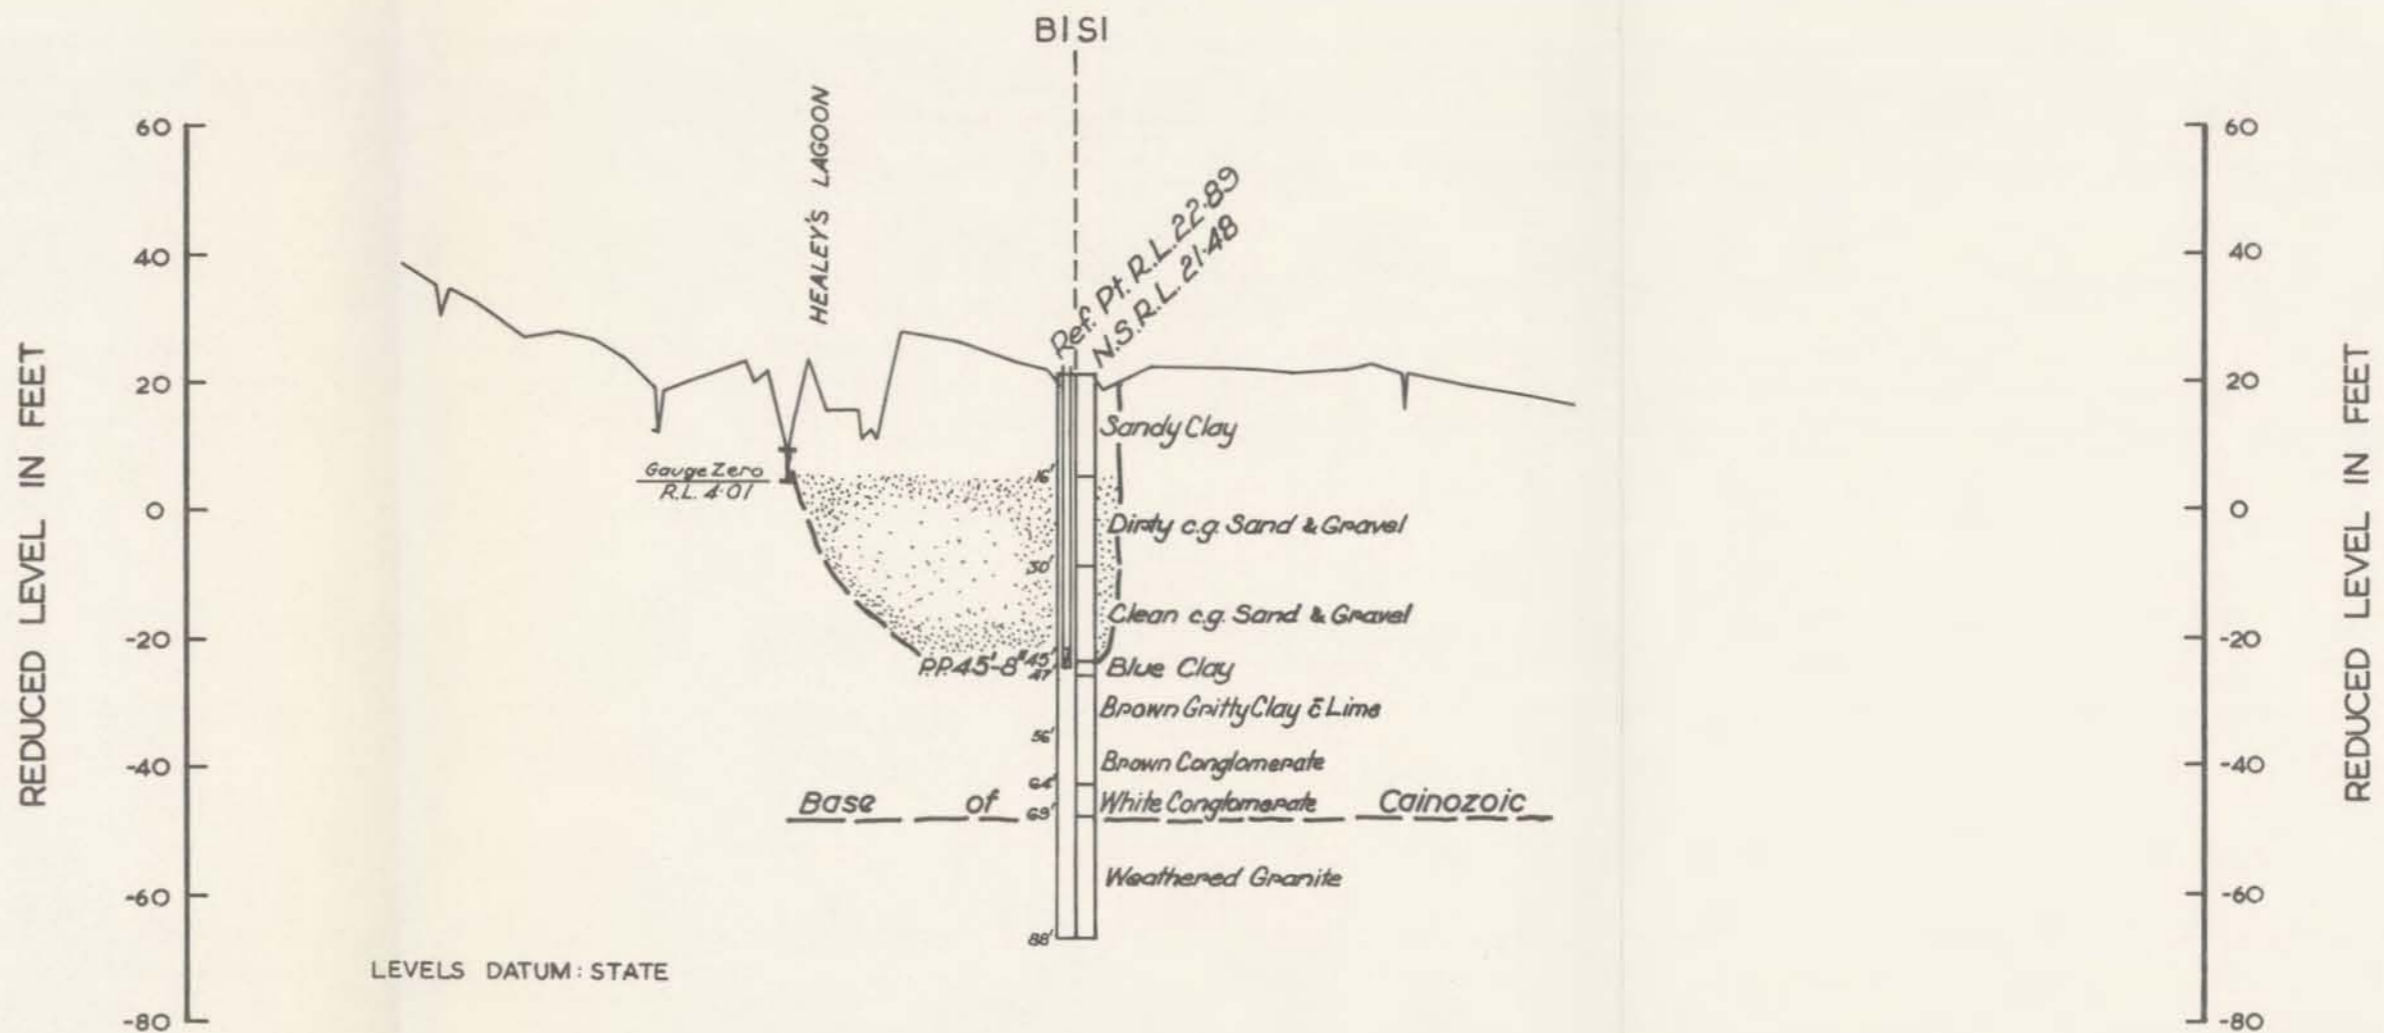 BISI
HEALEY'S LAGOON
Ref. Pt. R.L. 22·89
N.S.R.L. 21·48
REDUCED LEVEL IN FEET
60
40
20
0
-20
-40
-60
-80
Gauge Zero
R.L. 4·01
16'
30'
P.P. 45'-8"
45'
47'
56'
64'
69'
88'
Sandy Clay
Dirty c.g. Sand & Gravel
Clean c.g. Sand & Gravel
Blue Clay
Brown Gritty Clay c̄ Lime
Brown Conglomerate
White Conglomerate
Base of Cainozoic
Weathered Granite
LEVELS DATUM: STATE
60
40
20
0
-20
-40
-60
-80
REDUCED LEVEL IN FEET